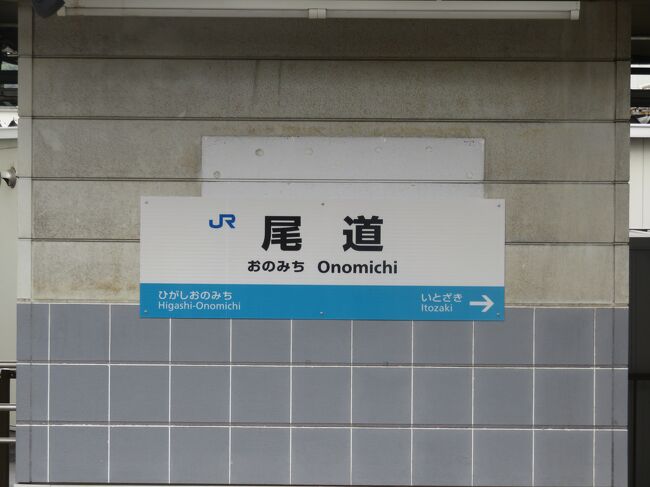 JR 尾道
おのみち Onomichi
ひがしおのみち
Higashi-Onomichi
いとざき
Itozaki